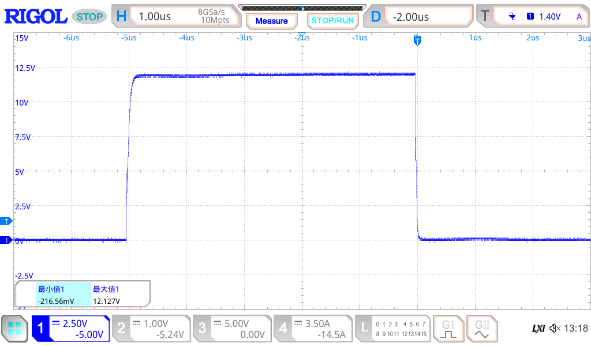 RIGOL STOP H 1.00us 8GSa/s 10Mpts Measure STOP/RUN D -2.00us T 1 1.40V A
-6us -5us -4us -3us -2us -1us T 1us 2us 3us
15V
12.5V
10V
7.5V
5V
2.5V
T
1 0V
-2.5V
最小值1 最大值1
-216.56mV 12.127V
1 2.50V -5.00V 2 1.00V -5.24V 3 5.00V 0.00V 4 3.50A -14.5A L 0 1 2 3 4 5 6 7 8 9 10 11 12 13 14 15 GI GII LXI 13:18